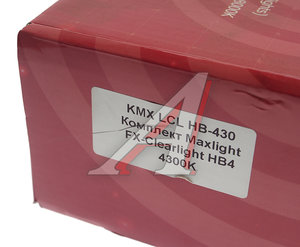 KMX LCL HB-430
Комплект Maxlight
FX-Clearlight HB4
4300K